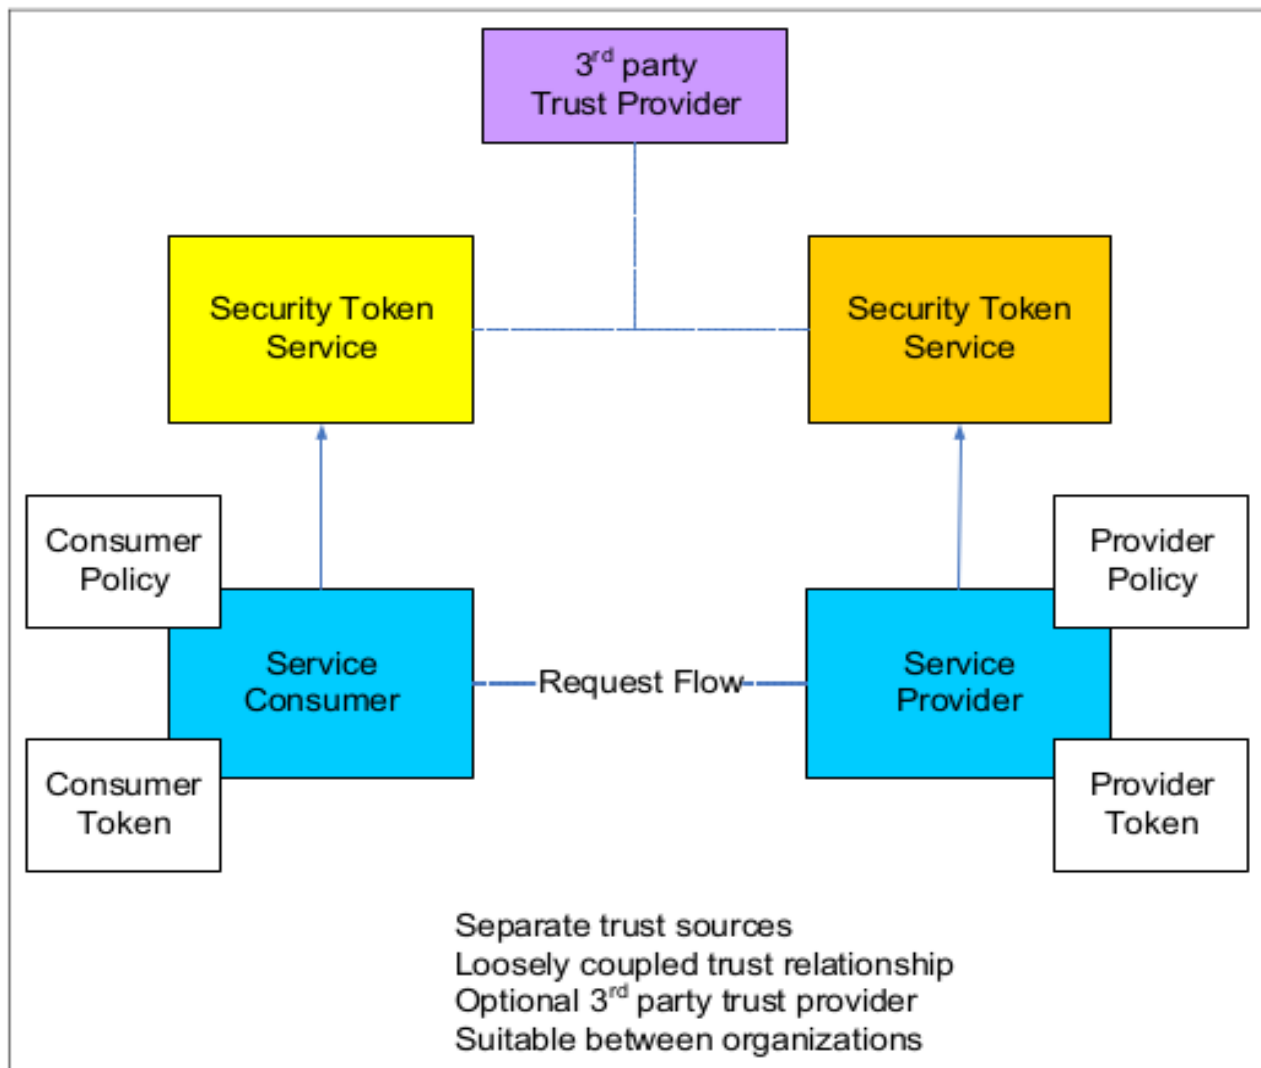 3rd party
Trust Provider
Security Token
Service
Security Token
Service
Consumer
Policy
Provider
Policy
Service
Consumer
Request Flow
Service
Provider
Consumer
Token
Provider
Token
Separate trust sources
Loosely coupled trust relationship
Optional 3rd party trust provider
Suitable between organizations